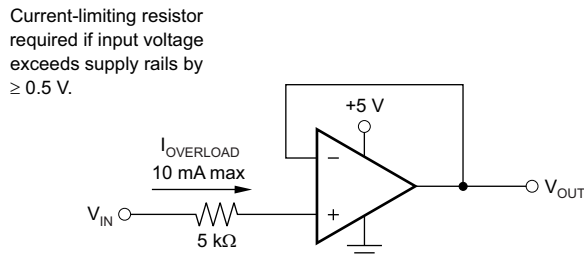 Current-limiting resistor
required if input voltage
exceeds supply rails by
≥ 0.5 V.
+5 V
I_OVERLOAD
10 mA max
−
V_OUT
V_IN
+
5 kΩ